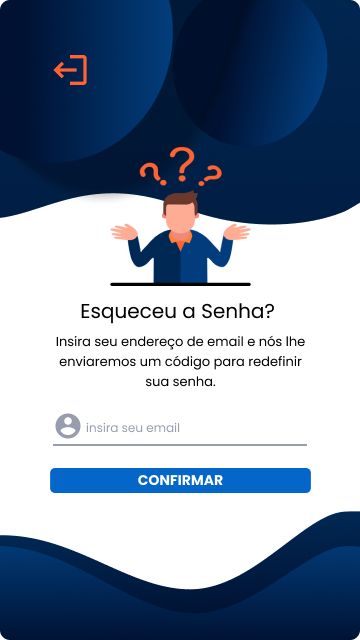 ???
Esqueceu a Senha?
Insira seu endereço de email e nós lhe
enviaremos um código para redefinir
sua senha.
insira seu email
CONFIRMAR